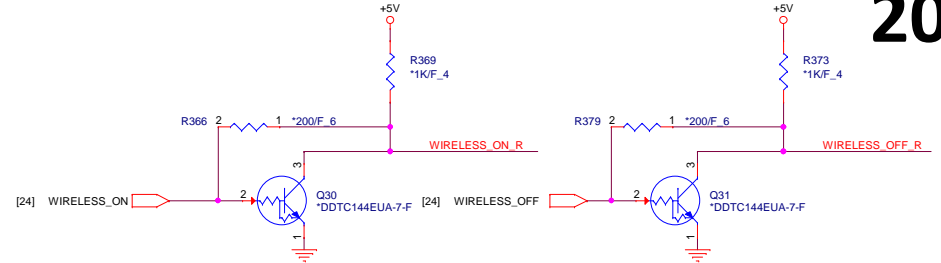 +5V
+5V
20
R369
*1K/F_4
R373
*1K/F_4
R366 2 1 *200/F_6
R379 2 1 *200/F_6
WIRELESS_ON_R
WIRELESS_OFF_R
3
3
[24] WIRELESS_ON 2 Q30
*DDTC144EUA-7-F
[24] WIRELESS_OFF 2 Q31
*DDTC144EUA-7-F
1
1